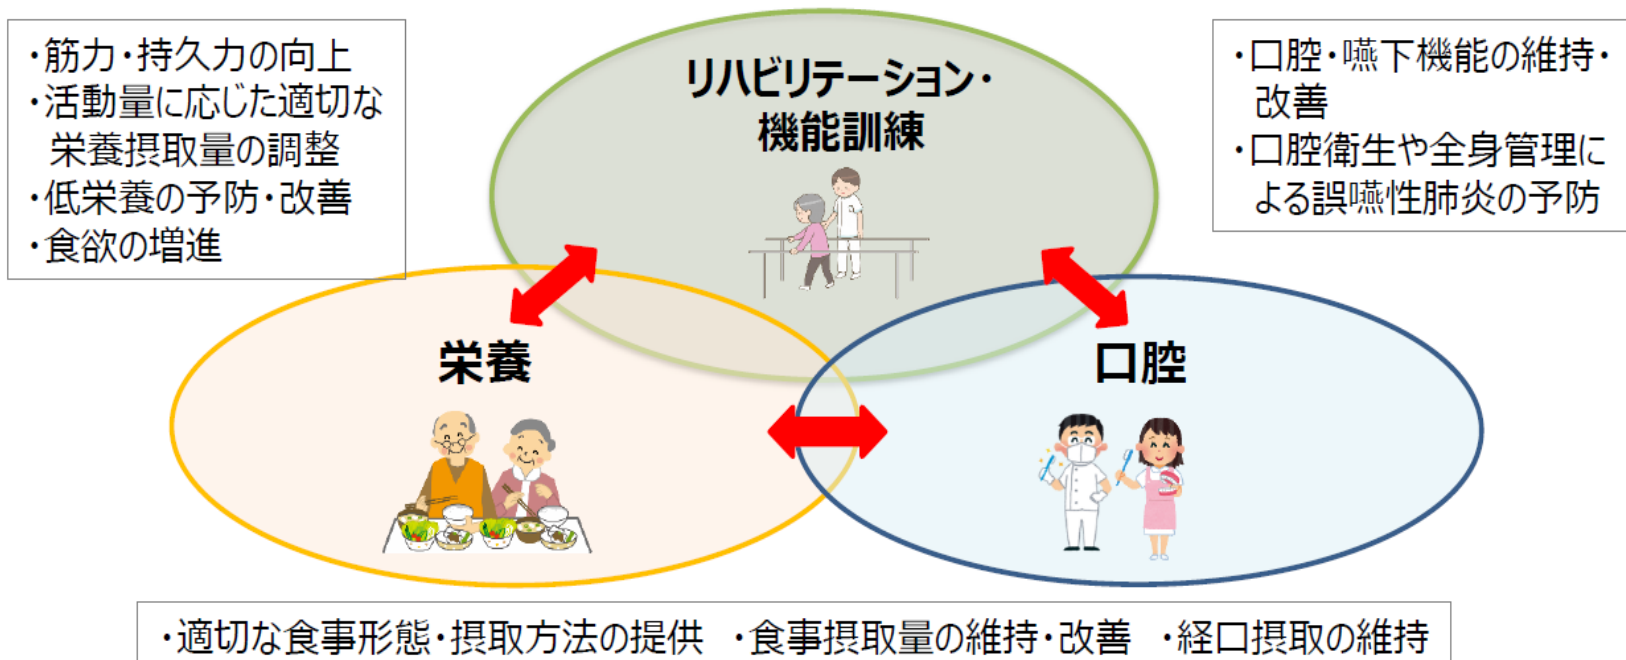 ・筋力・持久力の向上
・活動量に応じた適切な
栄養摂取量の調整
・低栄養の予防・改善
・食欲の増進
リハビリテーション・
機能訓練
・口腔・嚥下機能の維持・
改善
・口腔衛生や全身管理に
よる誤嚥性肺炎の予防
栄養
口腔
・適切な食事形態・摂取方法の提供 ・食事摂取量の維持・改善 ・経口摂取の維持